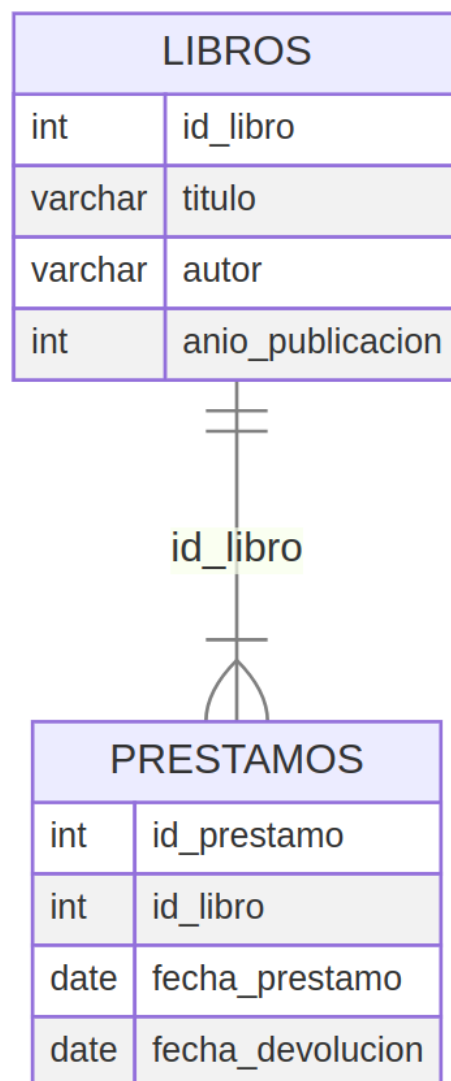 LIBROS
int id_libro
varchar titulo
varchar autor
int anio_publicacion
id_libro
PRESTAMOS
int id_prestamo
int id_libro
date fecha_prestamo
date fecha_devolucion